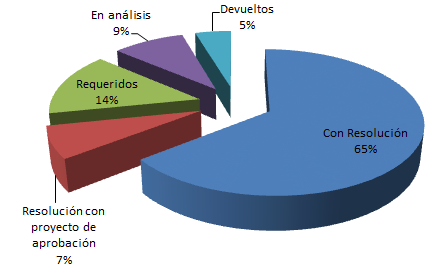 Devueltos
5%
En análisis
9%
Requeridos
14%
Con Resolución
65%
Resolución con
proyecto de
aprobación
7%